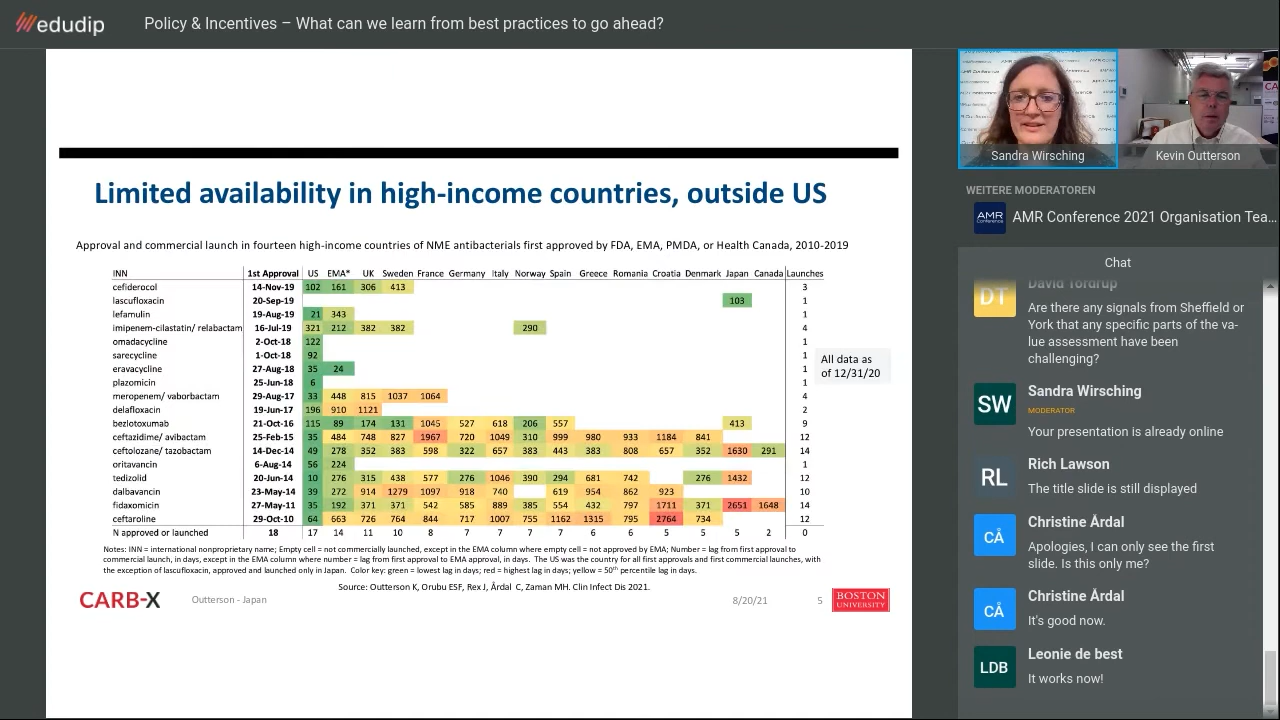 edudip
Policy & Incentives – What can we learn from best practices to go ahead?
Limited availability in high-income countries, outside US
Approval and commercial launch in fourteen high-income countries of NME antibacterials first approved by FDA, EMA, PMDA, or Health Canada, 2010-2019
INN 1st Approval US EMA* UK Sweden France Germany Italy Norway Spain Greece Romania Croatia Denmark Japan Canada Launches
cefiderocol 14-Nov-19 102 161 306 413 3
lascufloxacin 20-Sep-19 103 1
lefamulin 19-Aug-19 21 343 1
imipenem-cilastatin/ relabactam 16-Jul-19 321 212 382 382 290 4
omadacycline 2-Oct-18 122 1
sarecycline 1-Oct-18 92 1
eravacycline 27-Aug-18 35 24 1
plazomicin 25-Jun-18 6 1
meropenem/ vaborbactam 29-Aug-17 33 448 815 1037 1064 4
delafloxacin 19-Jun-17 196 910 1121 2
bezlotoxumab 21-Oct-16 115 89 174 131 1045 527 618 206 557 413 9
ceftazidime/ avibactam 25-Feb-15 35 484 748 827 1967 720 1049 310 999 980 933 1184 841 12
ceftolozane/ tazobactam 14-Dec-14 49 278 352 383 598 322 657 383 443 383 808 657 352 1630 291 14
oritavancin 6-Aug-14 56 224 1
tedizolid 20-Jun-14 10 276 315 438 577 276 1046 390 294 681 742 276 1432 12
dalbavancin 23-May-14 39 272 914 1279 1097 918 740 619 954 862 923 10
fidaxomicin 27-May-11 35 192 371 371 542 585 889 385 554 432 795 1711 371 2651 1648 14
ceftaroline 29-Oct-10 64 663 726 764 844 717 1007 755 1162 1315 795 2764 734 12
N approved or launched 18 17 14 11 10 8 7 7 7 7 6 6 5 5 5 2 0
All data as
of 12/31/20
Notes: INN = international nonproprietary name; Empty cell = not commercially launched, except in the EMA column where empty cell = not approved by EMA; Number = lag from first approval to
commercial launch, in days, except in the EMA column where number = lag from first approval to EMA approval, in days. The US was the country for all first approvals and first commercial launches, with
the exception of lascufloxacin, approved and launched only in Japan. Color key: green = lowest lag in days; red = highest lag in days; yellow = 50th percentile lag in days.
Source: Outterson K, Orubu ESF, Rex J, Årdal C, Zaman MH. Clin Infect Dis 2021.
CARB-X
Outterson - Japan
8/20/21
5
BOSTON
UNIVERSITY
Sandra Wirsching
Kevin Outterson
WEITERE MODERATOREN
AMR
Conference
AMR Conference 2021 Organisation Tea...
Chat
DT
David Tordrup
Are there any signals from Sheffield or
York that any specific parts of the va-
lue assessment have been
challenging?
SW
Sandra Wirsching
MODERATOR
Your presentation is already online
RL
Rich Lawson
The title slide is still displayed
CÅ
Christine Årdal
Apologies, I can only see the first
slide. Is this only me?
CÅ
Christine Årdal
It's good now.
LDB
Leonie de best
It works now!